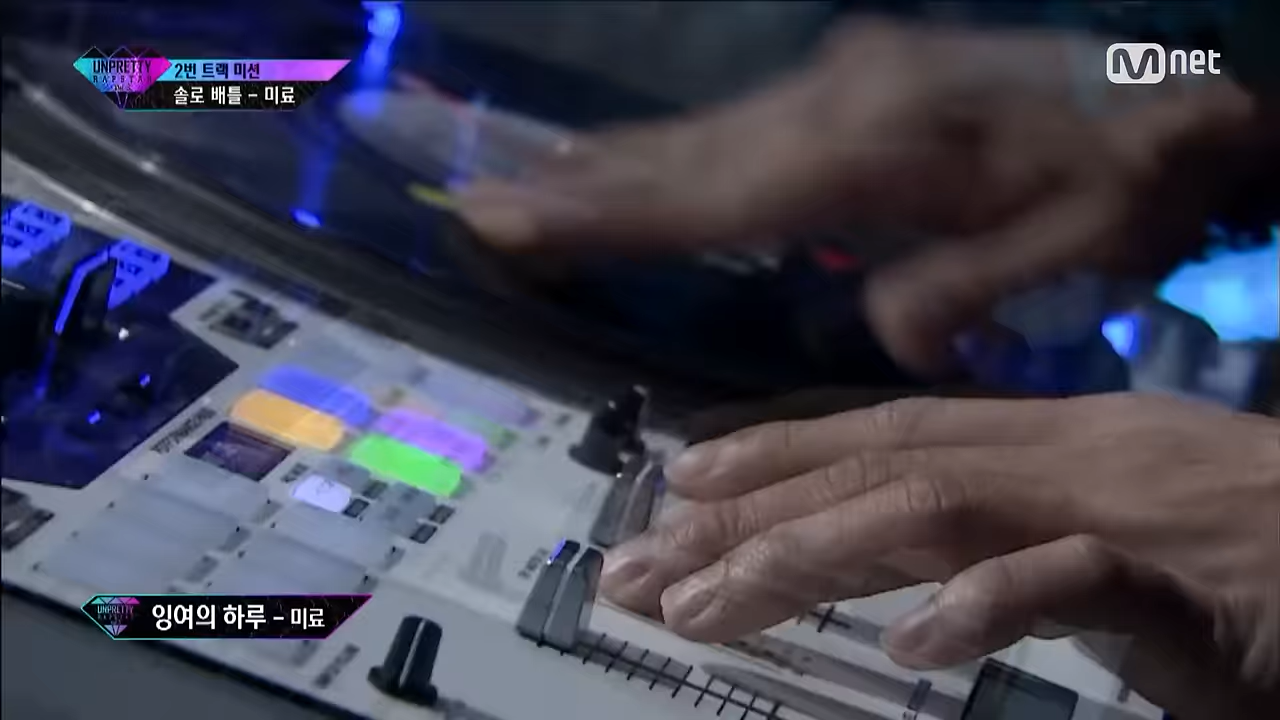 UNPRETTY
RAPSTAR
2번 트랙 미션
솔로 배틀 - 미료
Mnet
UNPRETTY
잉여의 하루 - 미료